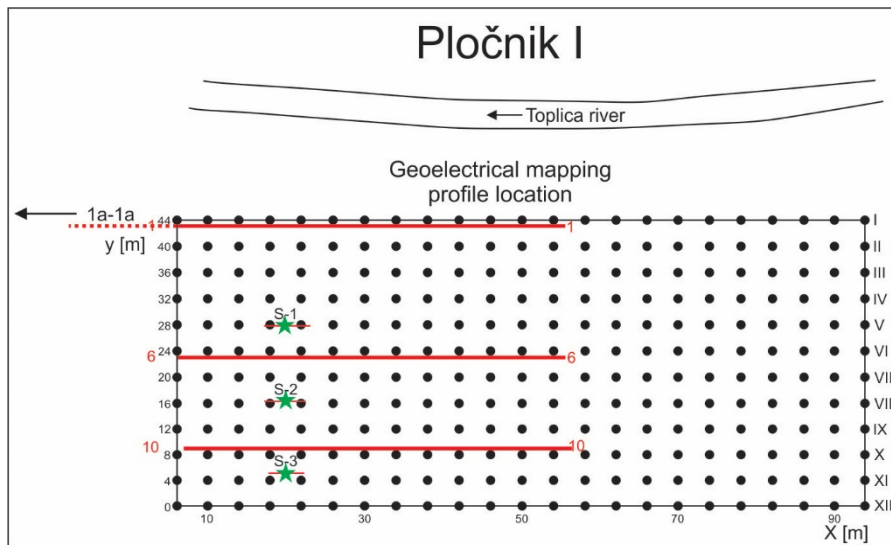 Pločnik I
Toplica river
Geoelectrical mapping
profile location
1a-1a
y [m]
44
1
1
I
40
II
36
III
32
IV
S-1
28
V
6
24
6
VI
20
VII
S-2
16
VII
12
IX
10
10
8
X
S-3
4
XI
0
XII
10
30
50
70
90
X [m]